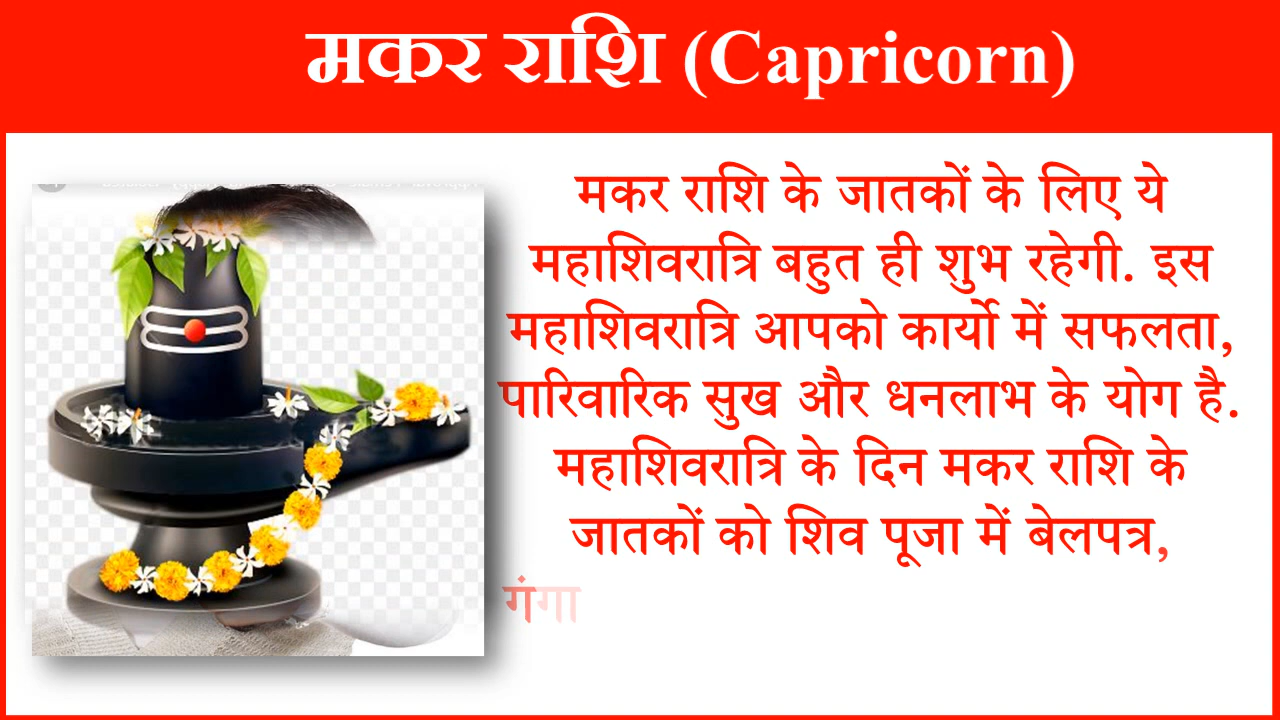 मकर राशि (Capricorn)
मकर राशि के जातकों के लिए ये
महाशिवरात्रि बहुत ही शुभ रहेगी. इस
महाशिवरात्रि आपको कार्यो में सफलता,
पारिवारिक सुख और धनलाभ के योग है.
महाशिवरात्रि के दिन मकर राशि के
जातकों को शिव पूजा में बेलपत्र,
गंगा